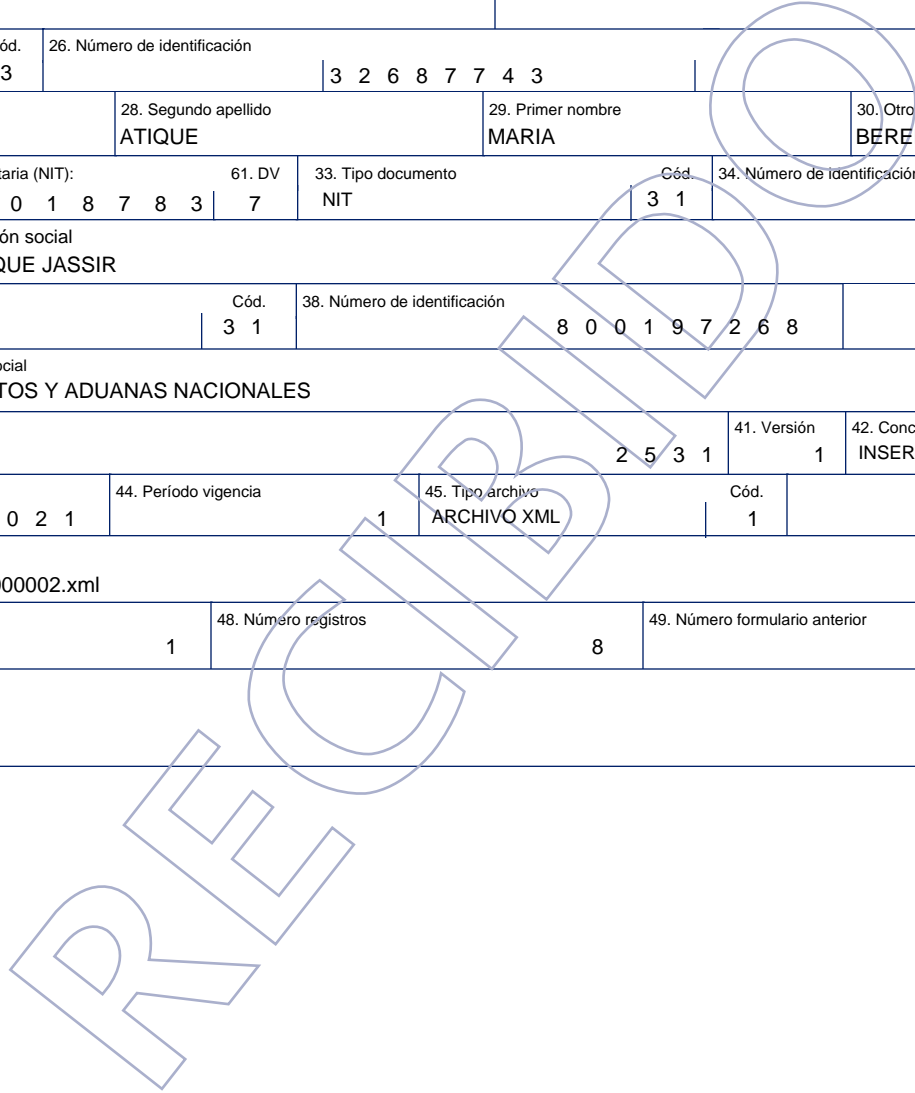 ód. 26. Número de identificación
3 3 2 6 8 7 7 4 3
28. Segundo apellido 29. Primer nombre 30. Otro
ATIQUE MARIA BERE
taria (NIT): 61. DV 33. Tipo documento Cód. 34. Número de identificación
0 1 8 7 8 3 7 NIT 3 1
ón social
QUE JASSIR
Cód. 38. Número de identificación
3 1 8 0 0 1 9 7 2 6 8
ocial
TOS Y ADUANAS NACIONALES
41. Versión 42. Conc
2 5 3 1 1 INSER
44. Período vigencia 45. Tipo archivo Cód.
0 2 1 1 ARCHIVO XML 1
000002.xml
48. Número registros 49. Número formulario anterior
1 8
RECIBIDO